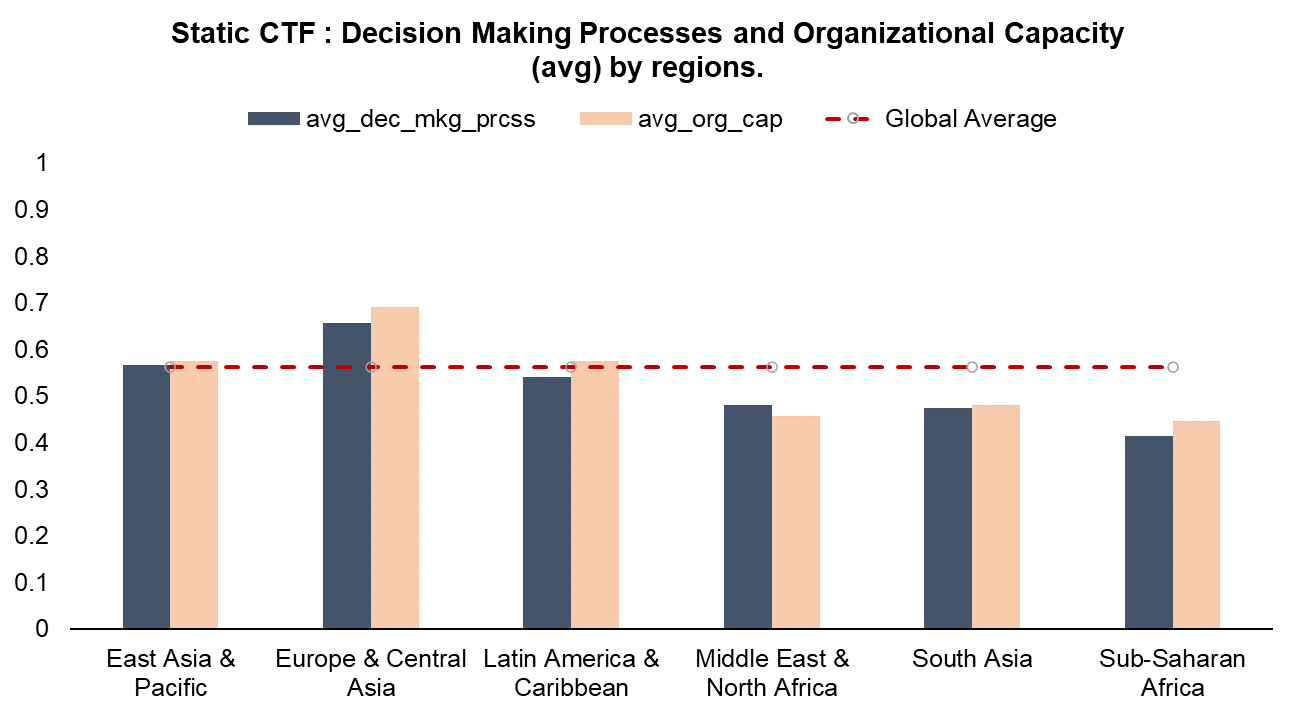 Static CTF : Decision Making Processes and Organizational Capacity
(avg) by regions.
avg_dec_mkg_prcss
avg_org_cap
Global Average
1
0.9
0.8
0.7
0.6
0.5
0.4
0.3
0.2
0.1
0
East Asia &
Pacific
Europe & Central
Asia
Latin America &
Caribbean
Middle East &
North Africa
South Asia
Sub-Saharan
Africa